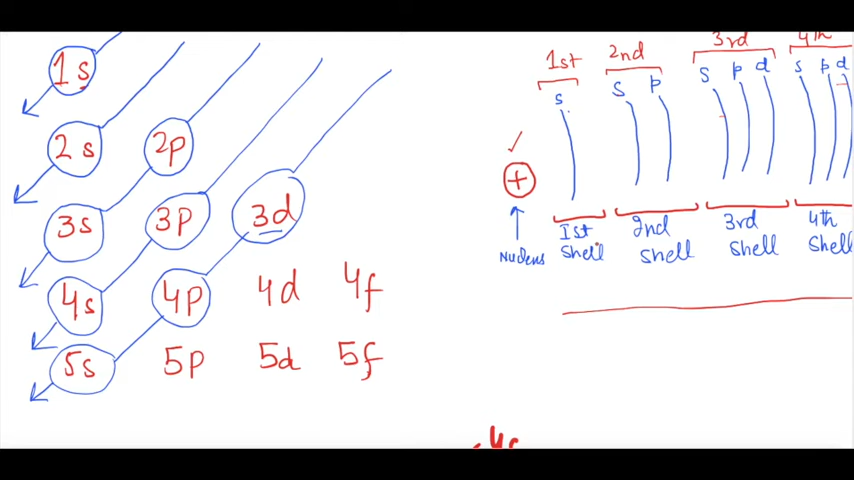 1s
2s 2p
3s 3p 3d
4s 4p 4d 4f
5s 5p 5d 5f
1st 2nd 3rd 4th
s s p s p d s p d
+
Nucleus
Ist shell
2nd shell
3rd shell
4th shell